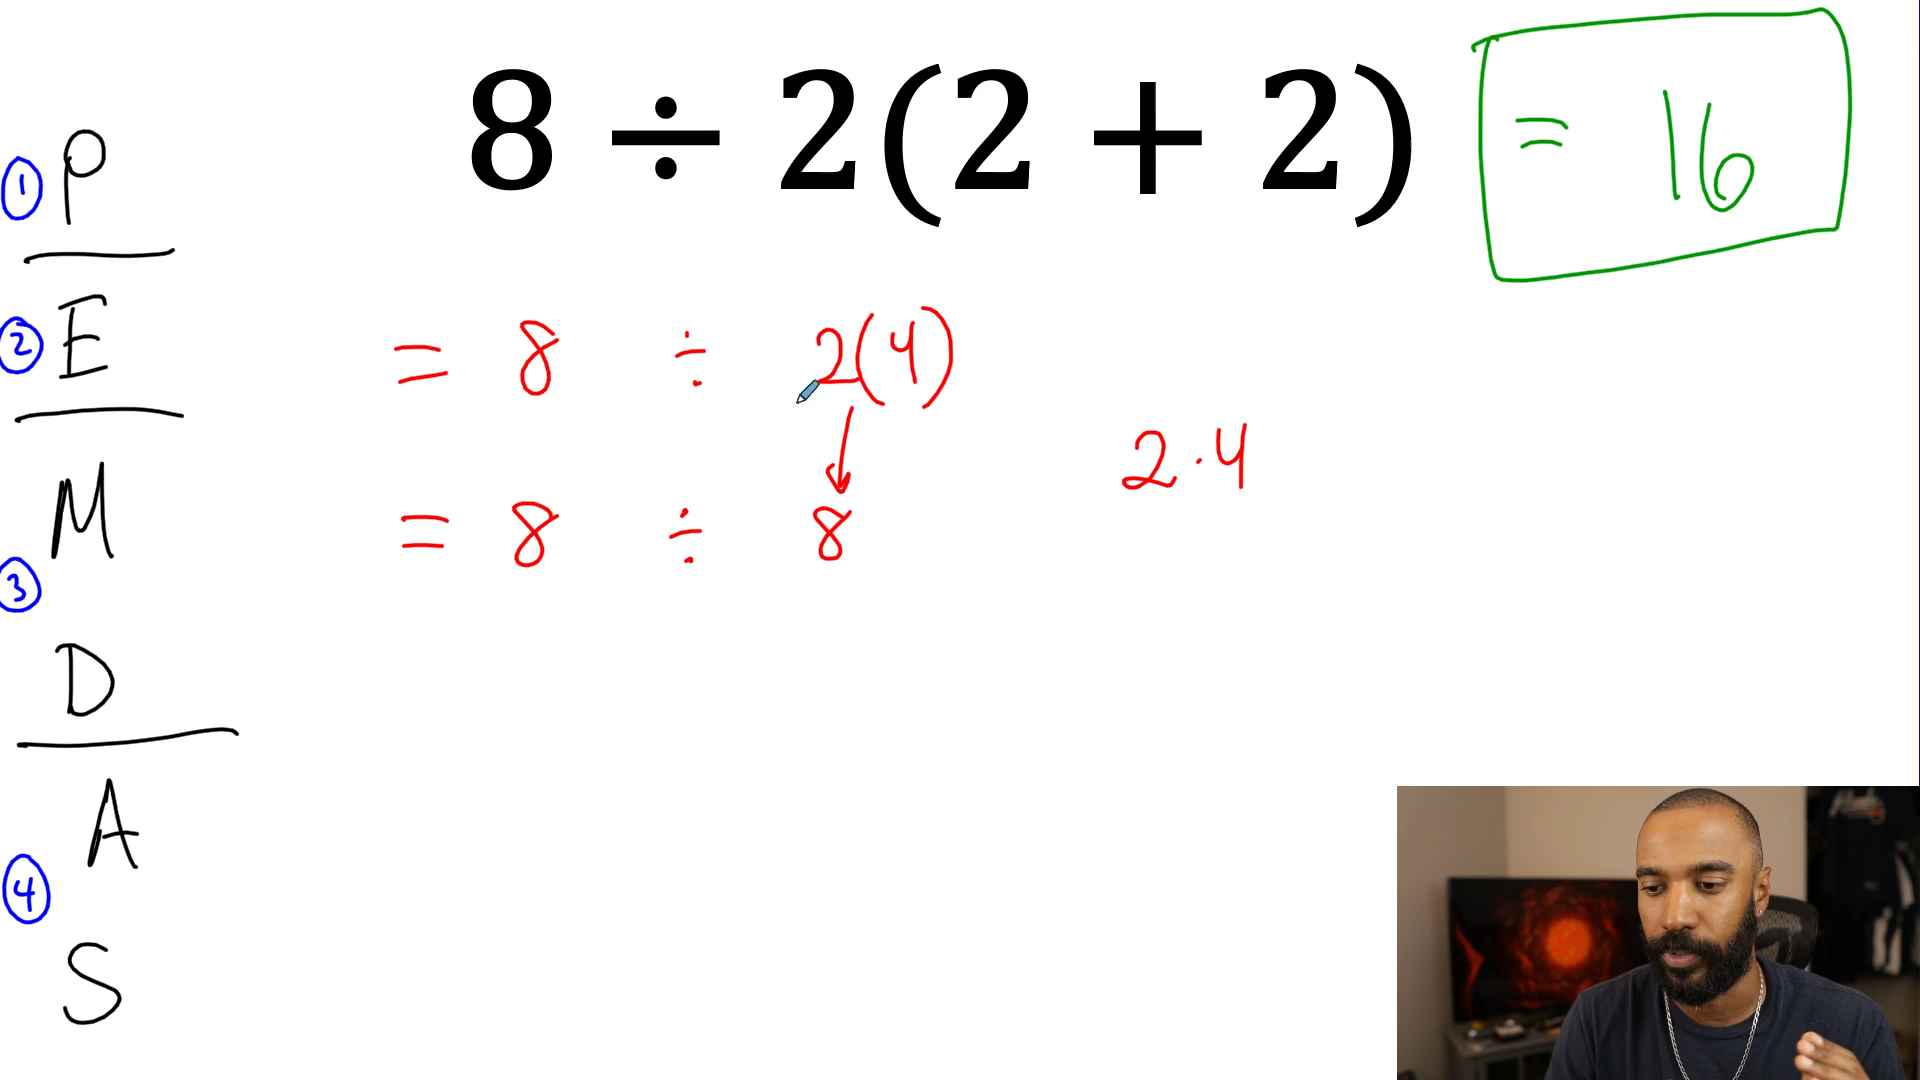 8 ÷ 2(2 + 2) = 16
① P
② E
= 8 ÷ 2(4)
2·4
M
= 8 ÷ 8
③
D
A
④
S